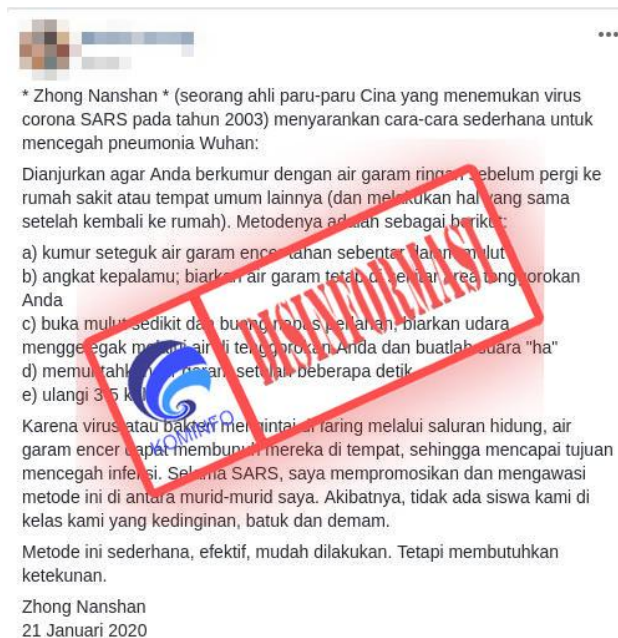 * Zhong Nanshan * (seorang ahli paru-paru Cina yang menemukan virus
corona SARS pada tahun 2003) menyarankan cara-cara sederhana untuk
mencegah pneumonia Wuhan:
Dianjurkan agar Anda berkumur dengan air garam ringan sebelum pergi ke
rumah sakit atau tempat umum lainnya (dan melakukan hal yang sama
setelah kembali ke rumah). Metodenya adalah sebagai berikut:
a) kumur seteguk air garam encer, tahan sebentar dalam mulut
b) angkat kepalamu; biarkan air garam tetap di sekitar area tenggorokan
Anda
c) buka mulut sedikit dan buang napas perlahan, biarkan udara
menggelegak melalui air di tenggorokan Anda dan buatlah suara "ha"
d) memuntahkan garam setelah beberapa detik
e) ulangi 3-5 kali
Karena virus atau bakteri mengintai di faring melalui saluran hidung, air
garam encer dapat membunuh mereka di tempat, sehingga mencapai tujuan
mencegah infeksi. Selama SARS, saya mempromosikan dan mengawasi
metode ini di antara murid-murid saya. Akibatnya, tidak ada siswa kami di
kelas kami yang kedinginan, batuk dan demam.
Metode ini sederhana, efektif, mudah dilakukan. Tetapi membutuhkan
ketekunan.
Zhong Nanshan
21 Januari 2020
DISINFORMASI
KOMINFO